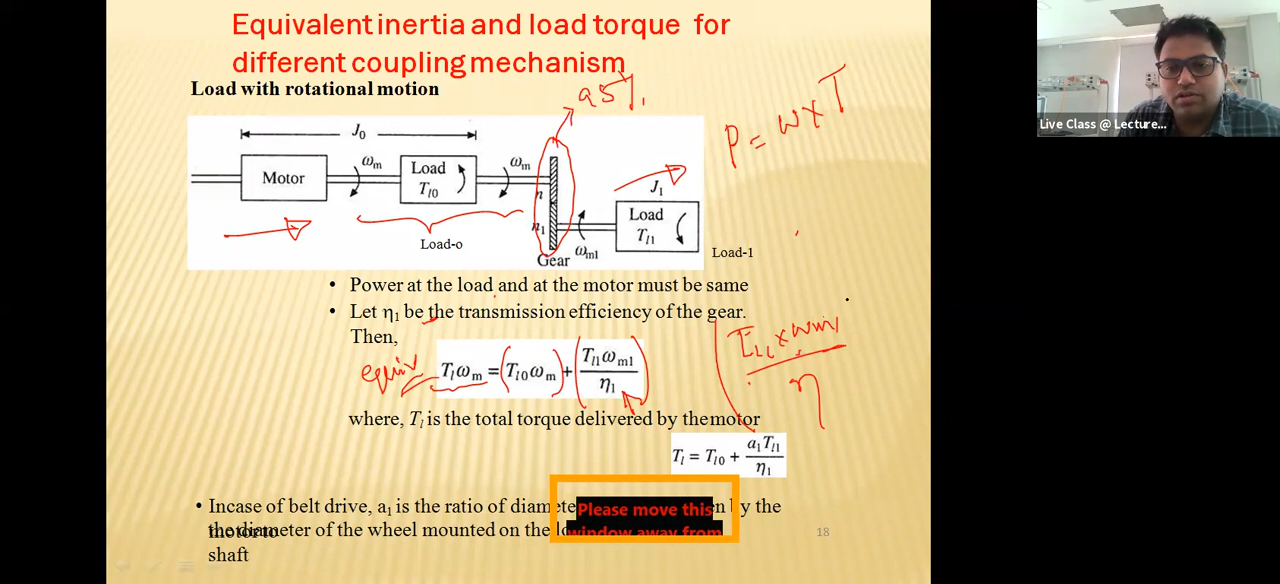 Equivalent inertia and load torque for
different coupling mechanism
Load with rotational motion
95%
P = ω x T
J0
Motor
ωm
Load
Tl0
ωm
n
n1
Gear
ωm1
J1
Load
Tl1
Load-0
Load-1
• Power at the load and at the motor must be same
• Let η1 be the transmission efficiency of the gear.
Then,
equiv
Tlωm = (Tl0ωm) + (Tl1ωm1 / η1)
x ωm1
η
where, Tl is the total torque delivered by the motor
Tl = Tl0 + a1Tl1 / η1
• Incase of belt drive, a1 is the ratio of by the
the diameter of the wheel mounted on the
shaft
Please move this
window away from
18
Live Class @ Lecture...